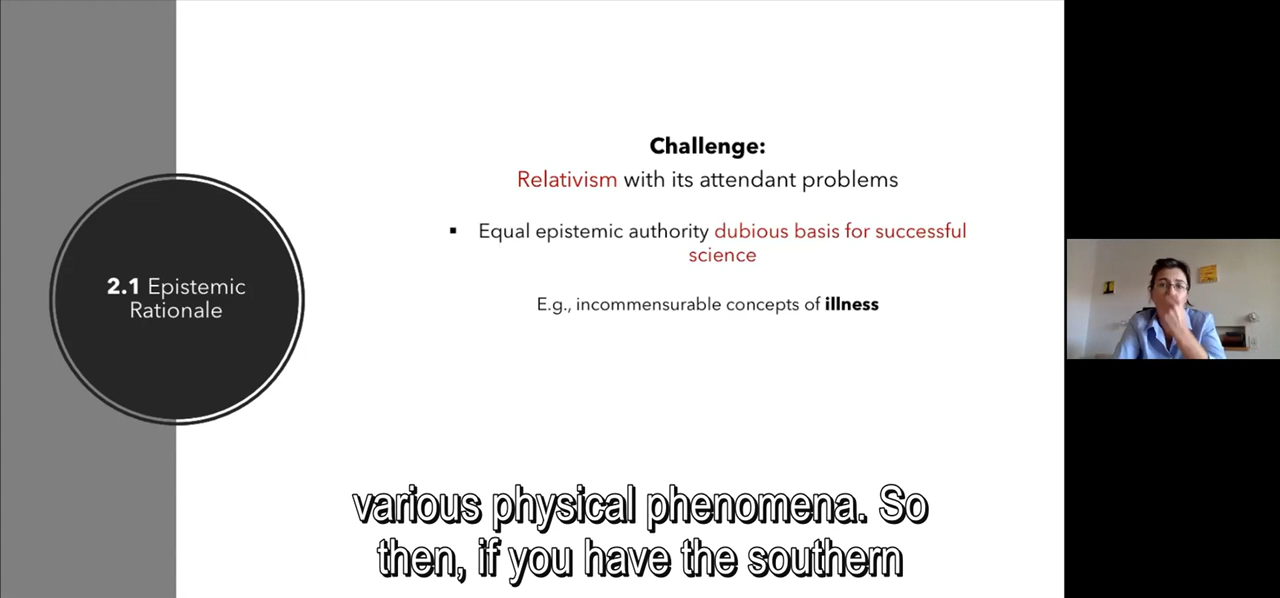 2.1 Epistemic
Rationale
Challenge:
Relativism with its attendant problems
▪ Equal epistemic authority dubious basis for successful
science
E.g., incommensurable concepts of illness
various physical phenomena. So
then, if you have the southern